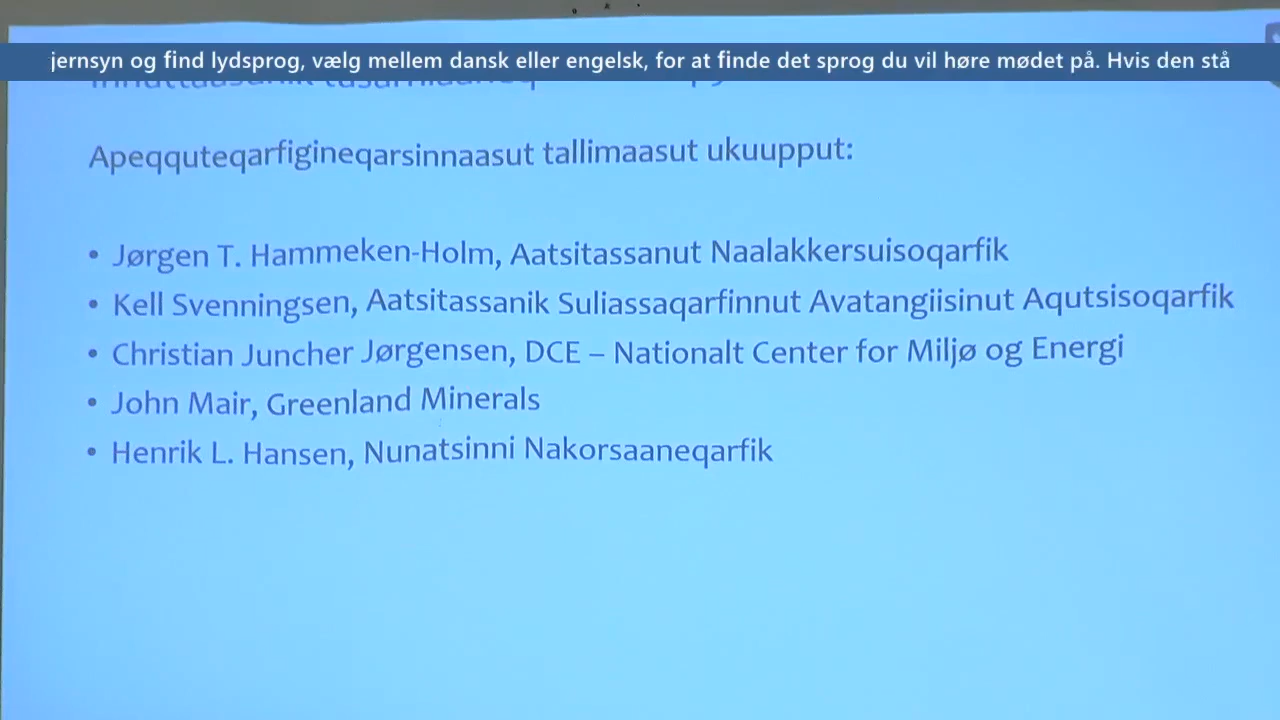 jernsyn og find lydsprog, vælg mellem dansk eller engelsk, for at finde det sprog du vil høre mødet på. Hvis den stå
Apeqquteqarfigineqarsinnaasut tallimaasut ukuupput:
• Jørgen T. Hammeken-Holm, Aatsitassanut Naalakkersuisoqarfik
• Kell Svenningsen, Aatsitassanik Suliassaqarfinnut Avatangiisinut Aqutsisoqarfik
• Christian Juncher Jørgensen, DCE – Nationalt Center for Miljø og Energi
• John Mair, Greenland Minerals
• Henrik L. Hansen, Nunatsinni Nakorsaaneqarfik